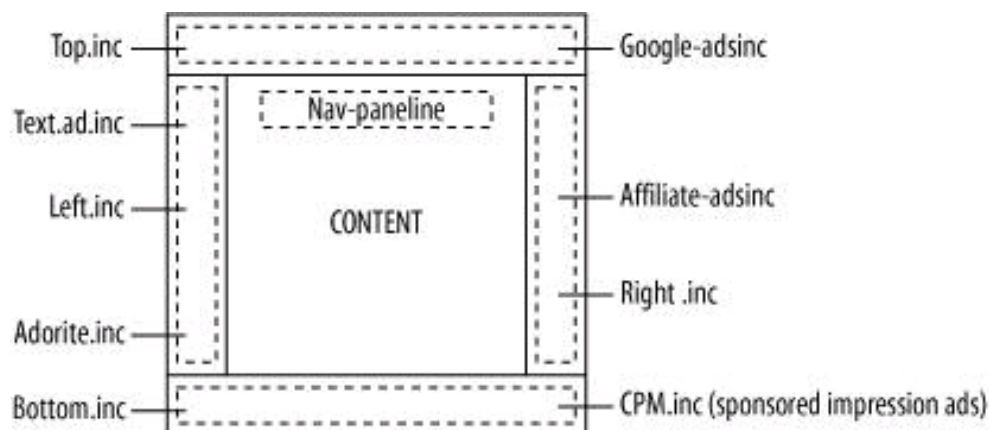 Top.inc
Google-adsinc
Text.ad.inc
Nav-paneline
Left.inc
CONTENT
Affiliate-adsinc
Right .inc
Adorite.inc
Bottom.inc
CPM.inc (sponsored impression ads)